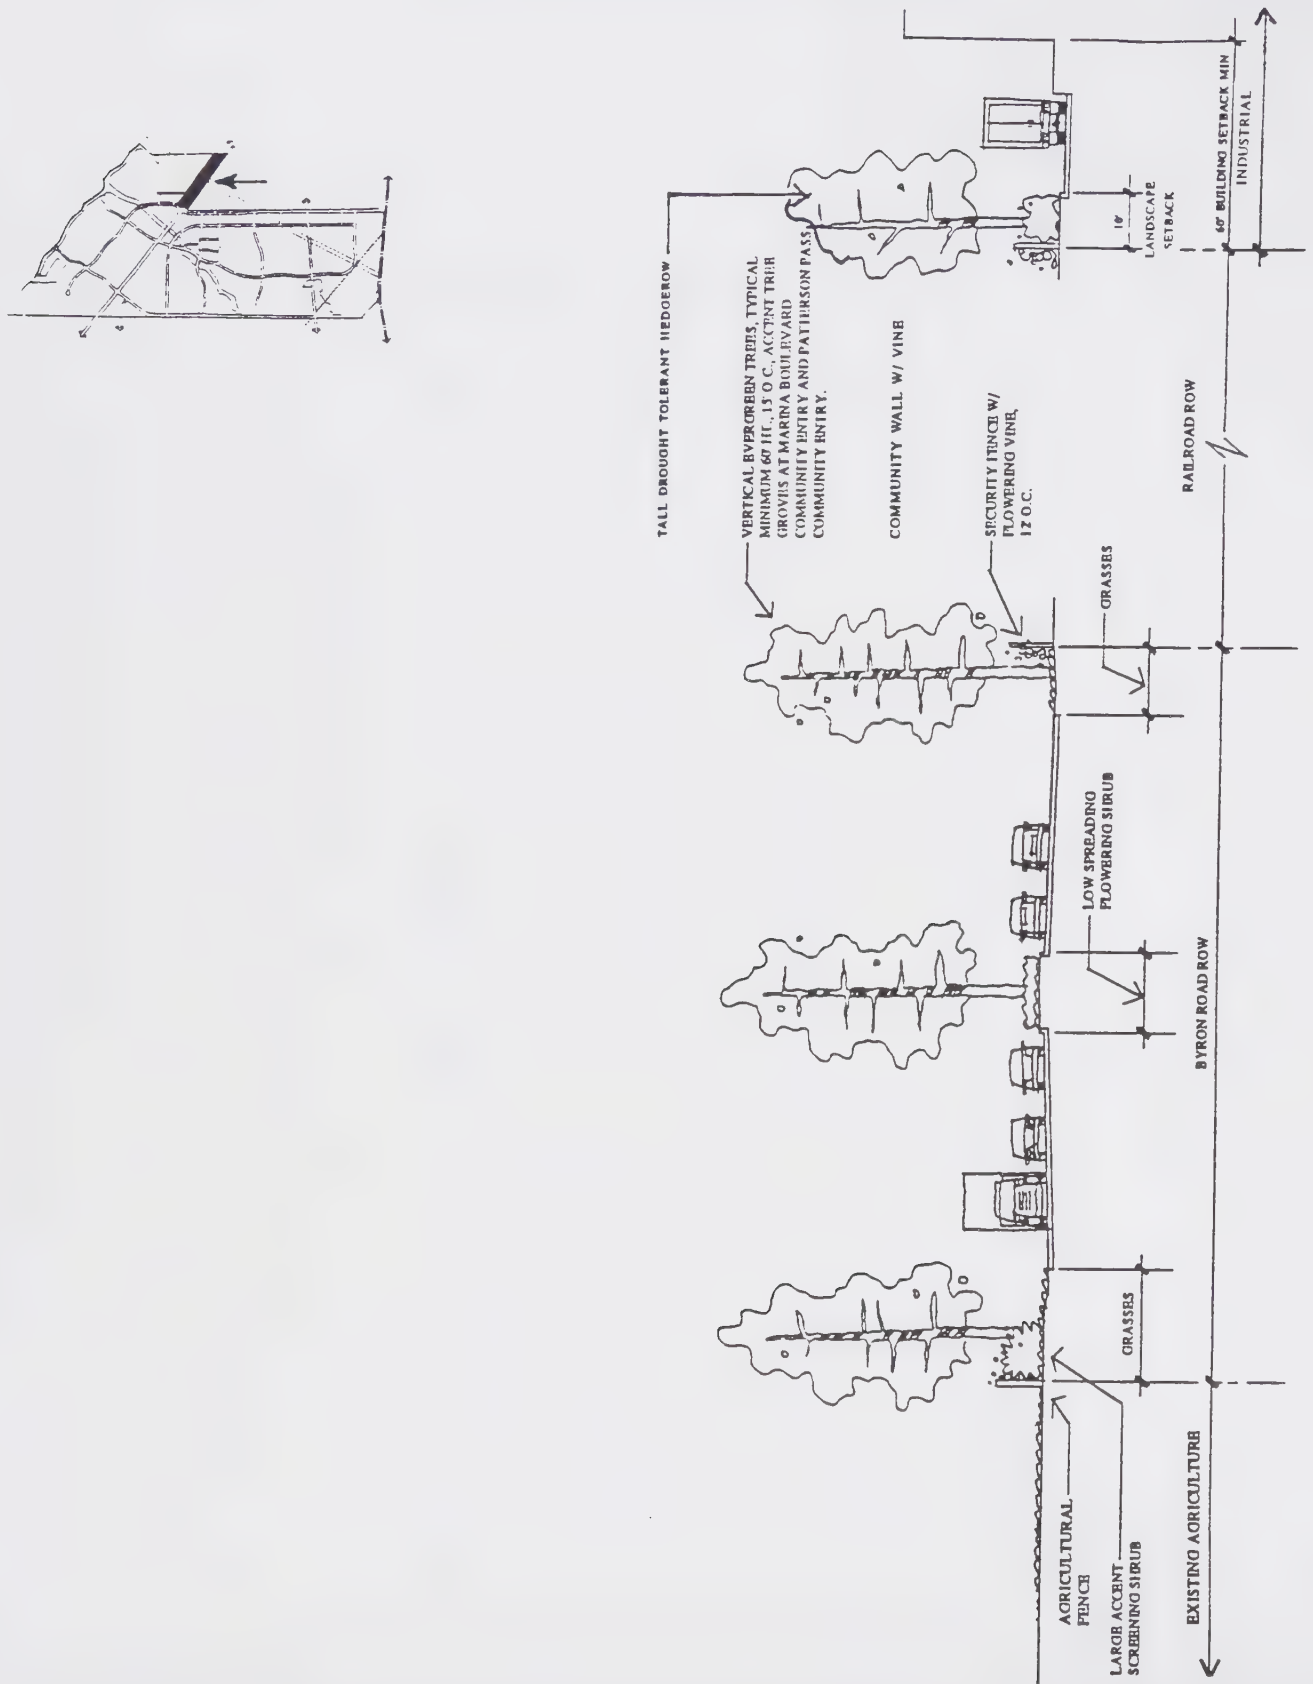 TALL DROUGHT TOLERANT HEDGEROW
VERTICAL EVERGREEN TREES, TYPICAL
MINIMUM 60' HT., 15' O C., ACCENT TREE
GROVES AT MARINA BOULEVARD
COMMUNITY ENTRY AND PATTERSON PASS
COMMUNITY ENTRY.
COMMUNITY WALL W/ VINE
SECURITY FENCE W/
FLOWERING VINE,
12' O.C.
GRASSES
LOW SPREADING
FLOWERING SHRUB
GRASSES
AGRICULTURAL
FENCE
LARGE ACCENT
SCREENING SHRUB
10'
LANDSCAPE
SETBACK
60' BUILDING SETBACK MIN
EXISTING AGRICULTURE
BYRON ROAD ROW
RAILROAD ROW
INDUSTRIAL